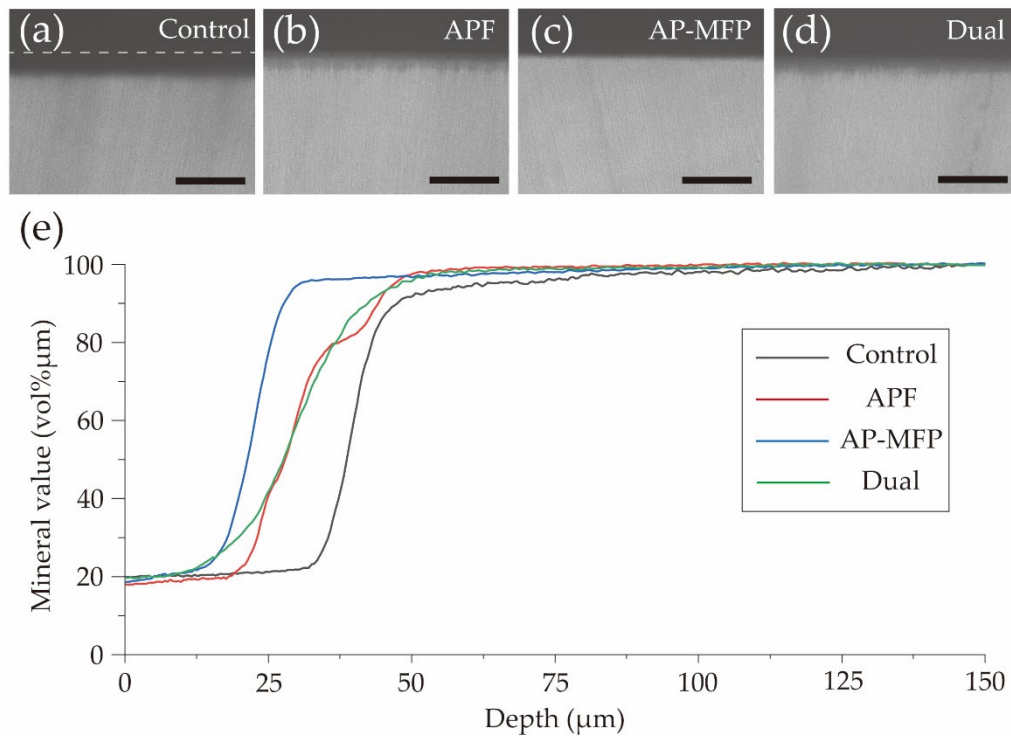 (a) Control
(b) APF
(c) AP-MFP
(d) Dual
(e)
Mineral value (vol%μm)
100
80
60
40
20
0
Control
APF
AP-MFP
Dual
0 25 50 75 100 125 150
Depth (μm)